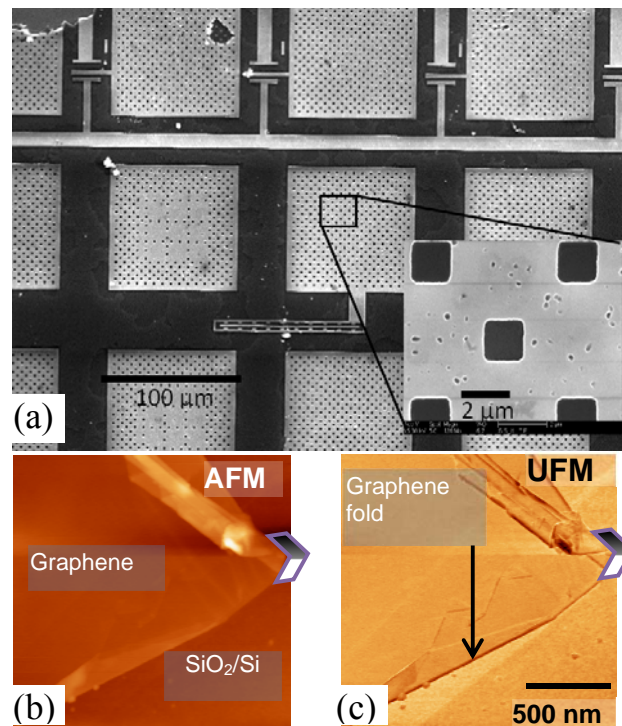 2 μm
100 μm
(a)
AFM
Graphene
SiO2/Si
(b)
UFM
Graphene
fold
(c)
500 nm